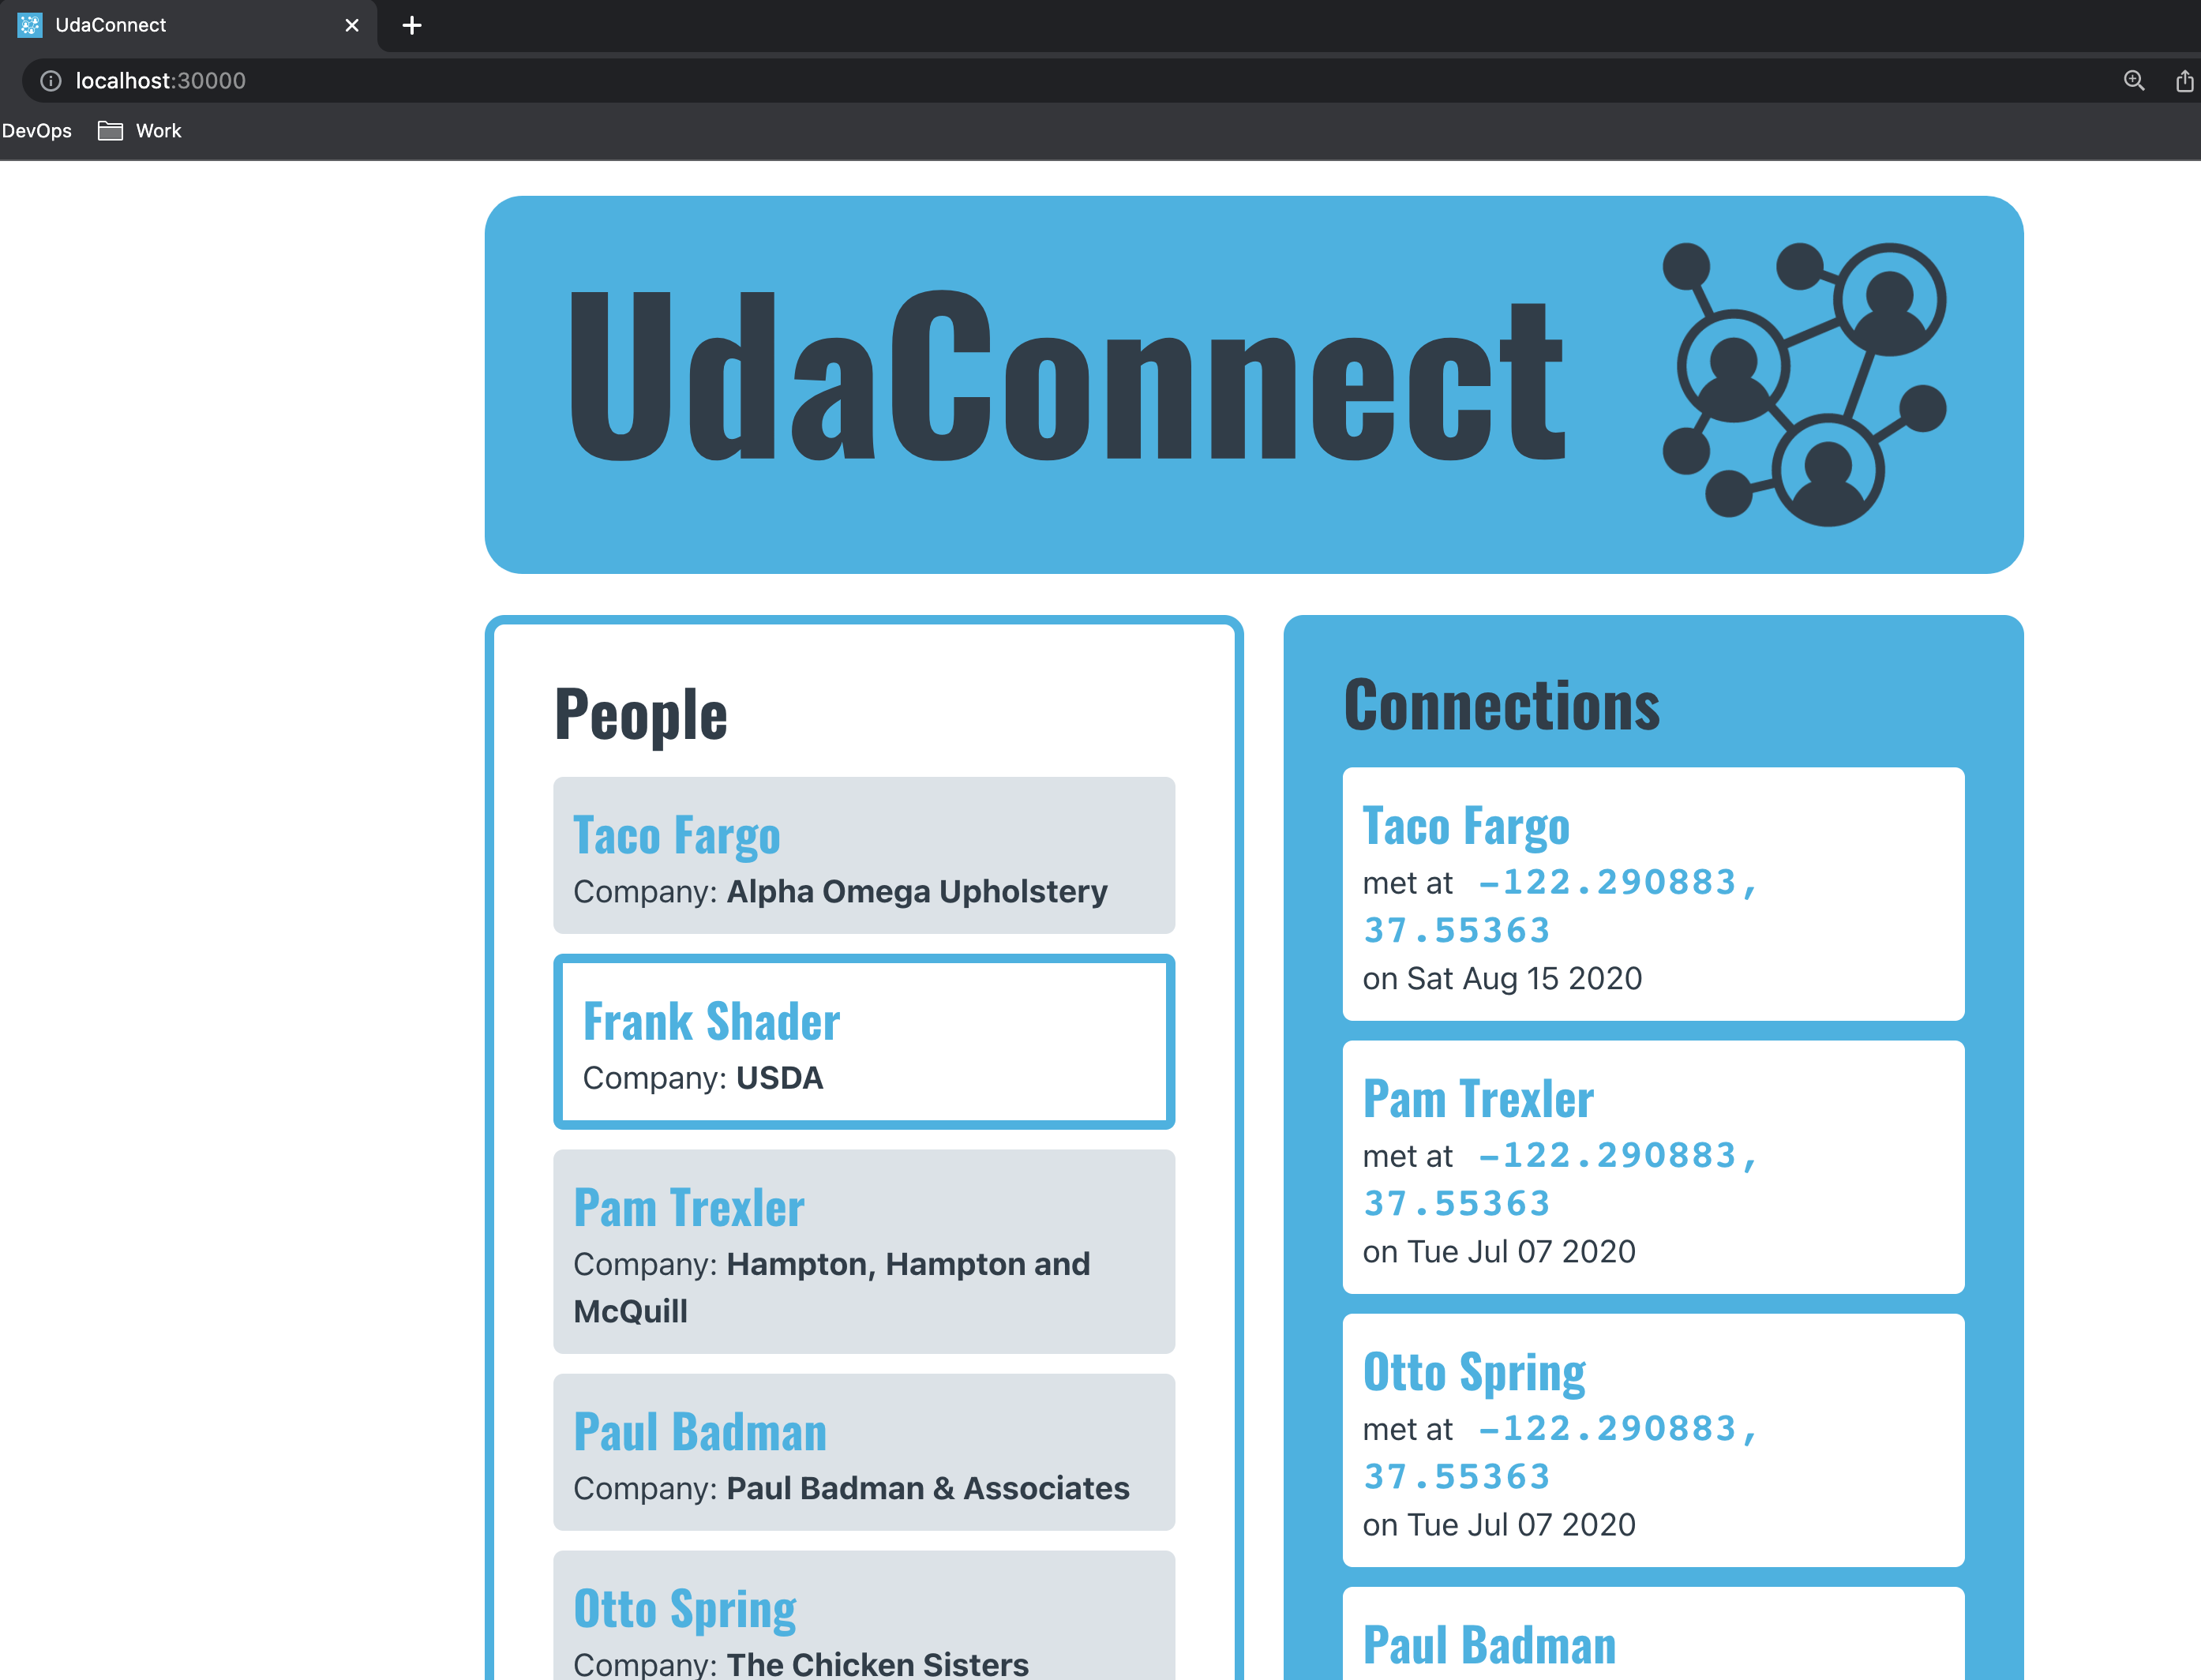 UdaConnect
localhost:30000
DevOps
Work
UdaConnect
People
Taco Fargo
Company: Alpha Omega Upholstery
Frank Shader
Company: USDA
Pam Trexler
Company: Hampton, Hampton and
McQuill
Paul Badman
Company: Paul Badman & Associates
Otto Spring
Company: The Chicken Sisters
Connections
Taco Fargo
met at -122.290883,
37.55363
on Sat Aug 15 2020
Pam Trexler
met at -122.290883,
37.55363
on Tue Jul 07 2020
Otto Spring
met at -122.290883,
37.55363
on Tue Jul 07 2020
Paul Badman